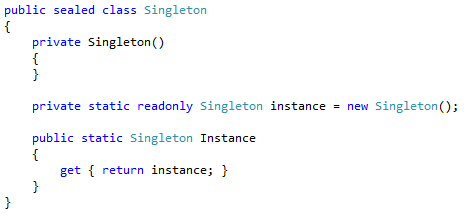 public sealed class Singleton
{
    private Singleton()
    {
    }

    private static readonly Singleton instance = new Singleton();

    public static Singleton Instance
    {
        get { return instance; }
    }
}